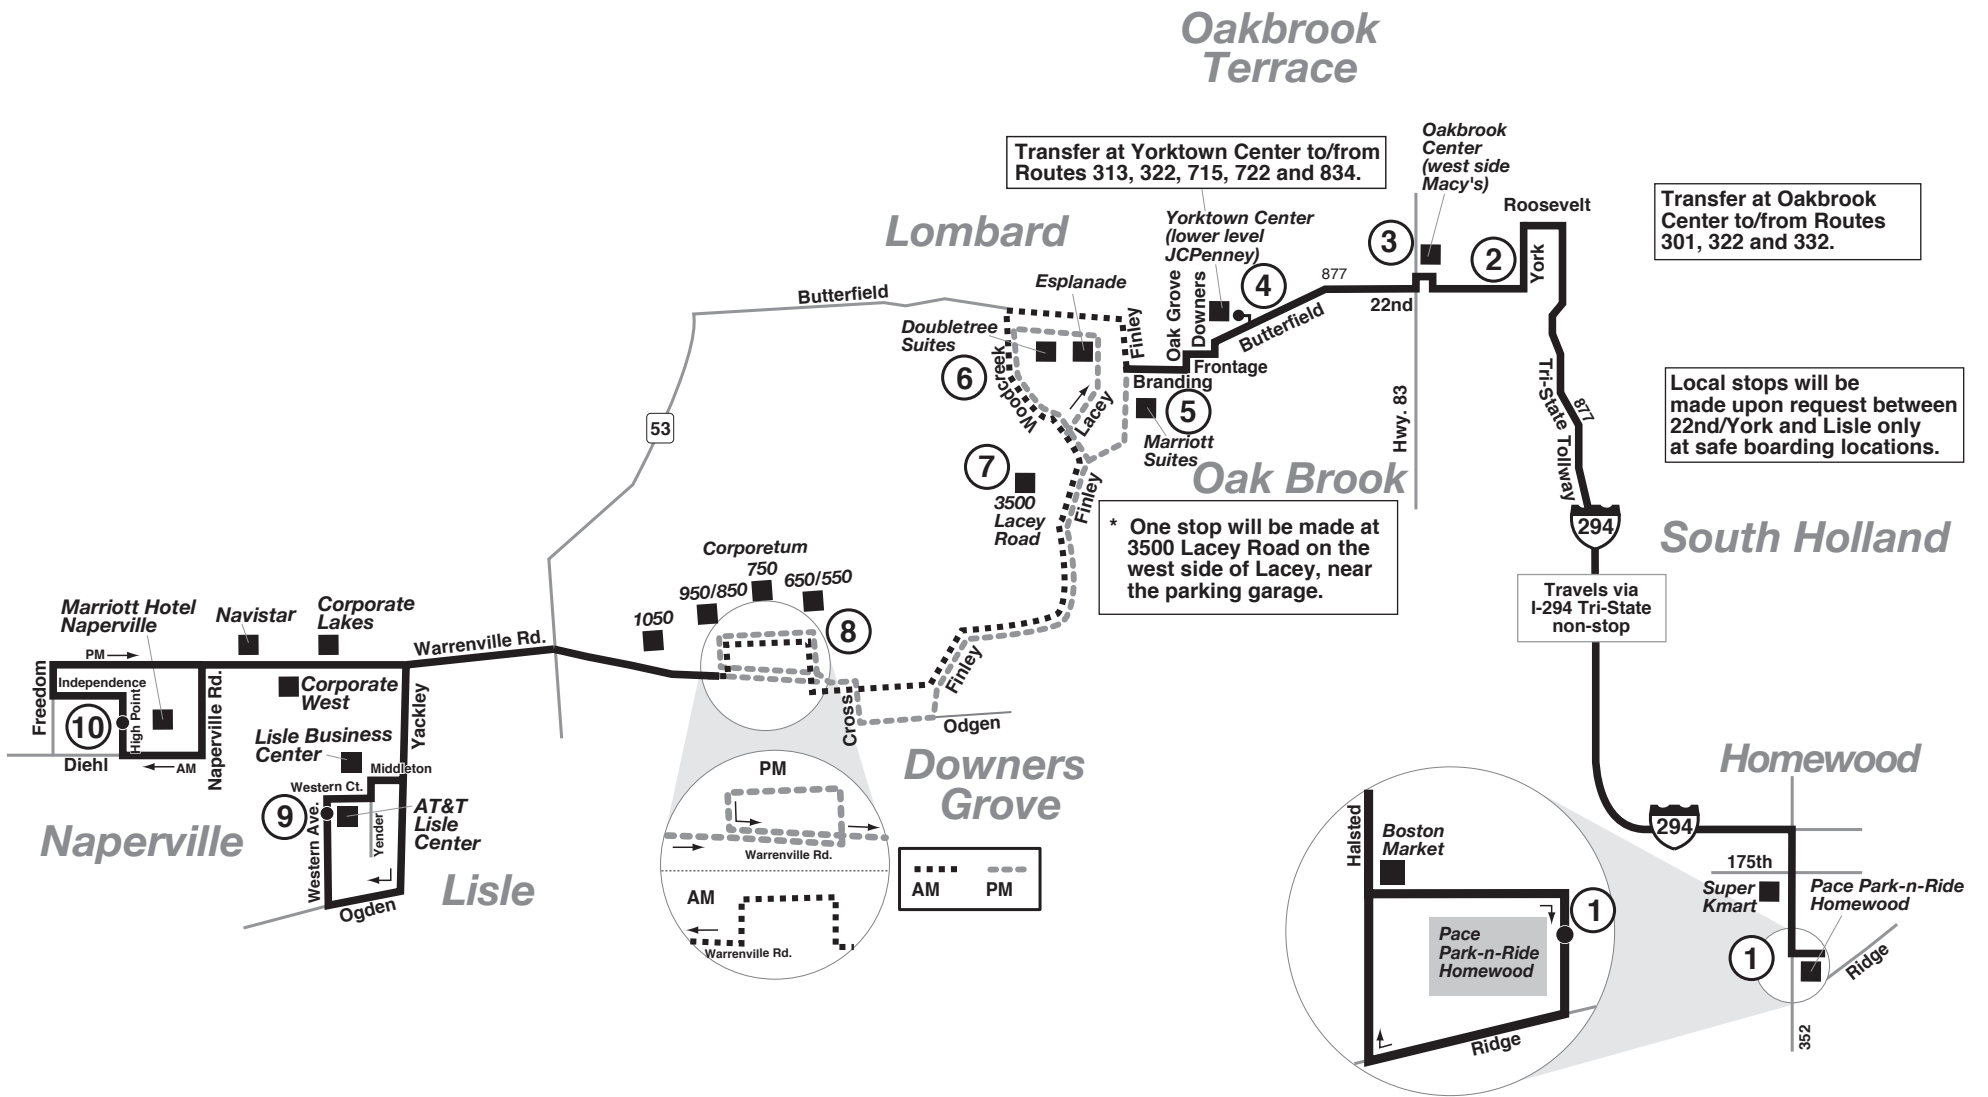 Oakbrook
Terrace
Transfer at Yorktown Center to/from
Routes 313, 322, 715, 722 and 834.
Oakbrook
Center
(west side
Macy's)
Transfer at Oakbrook
Center to/from Routes
301, 322 and 332.
Roosevelt
York
2
3
Lombard
Yorktown Center
(lower level
JCPenney)
4
877
22nd
Butterfield
Oak Grove
Downers
Frontage
Branding
Finley
Esplanade
Butterfield
Doubletree
Suites
6
Woodcreek
Lacey
5
Marriott
Suites
Hwy. 83
Oak Brook
Tri-State Tollway
877
Local stops will be
made upon request between
22nd/York and Lisle only
at safe boarding locations.
53
7
3500
Lacey
Road
Finley
* One stop will be made at
3500 Lacey Road on the
west side of Lacey, near
the parking garage.
294
South Holland
Travels via
I-294 Tri-State
non-stop
Corporetum
750
950/850
650/550
1050
8
Marriott Hotel
Naperville
Navistar
Corporate
Lakes
Warrenville Rd.
PM
Freedom
Independence
High Point
10
Naperville Rd.
Corporate
West
Yackley
Diehl
AM
Lisle Business
Center
Middleton
Western Ct.
9
Western Ave.
Yender
AT&T
Lisle
Center
Ogden
Naperville
Lisle
Finley
Cross
Odgen
Downers
Grove
PM
Warrenville Rd.
AM
Warrenville Rd.
AM
PM
Homewood
294
175th
Super
Kmart
Pace Park-n-Ride
Homewood
1
Ridge
352
Halsted
Boston
Market
1
Pace
Park-n-Ride
Homewood
Ridge